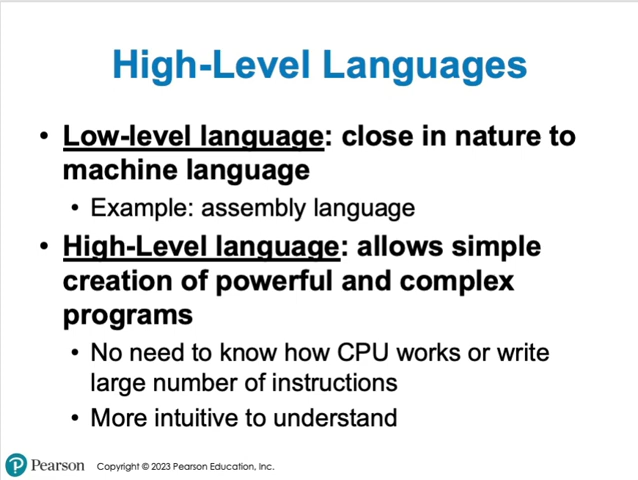 High-Level Languages
• Low-level language: close in nature to
machine language
• Example: assembly language
• High-Level language: allows simple
creation of powerful and complex
programs
• No need to know how CPU works or write
large number of instructions
• More intuitive to understand
P Pearson Copyright © 2023 Pearson Education, Inc.